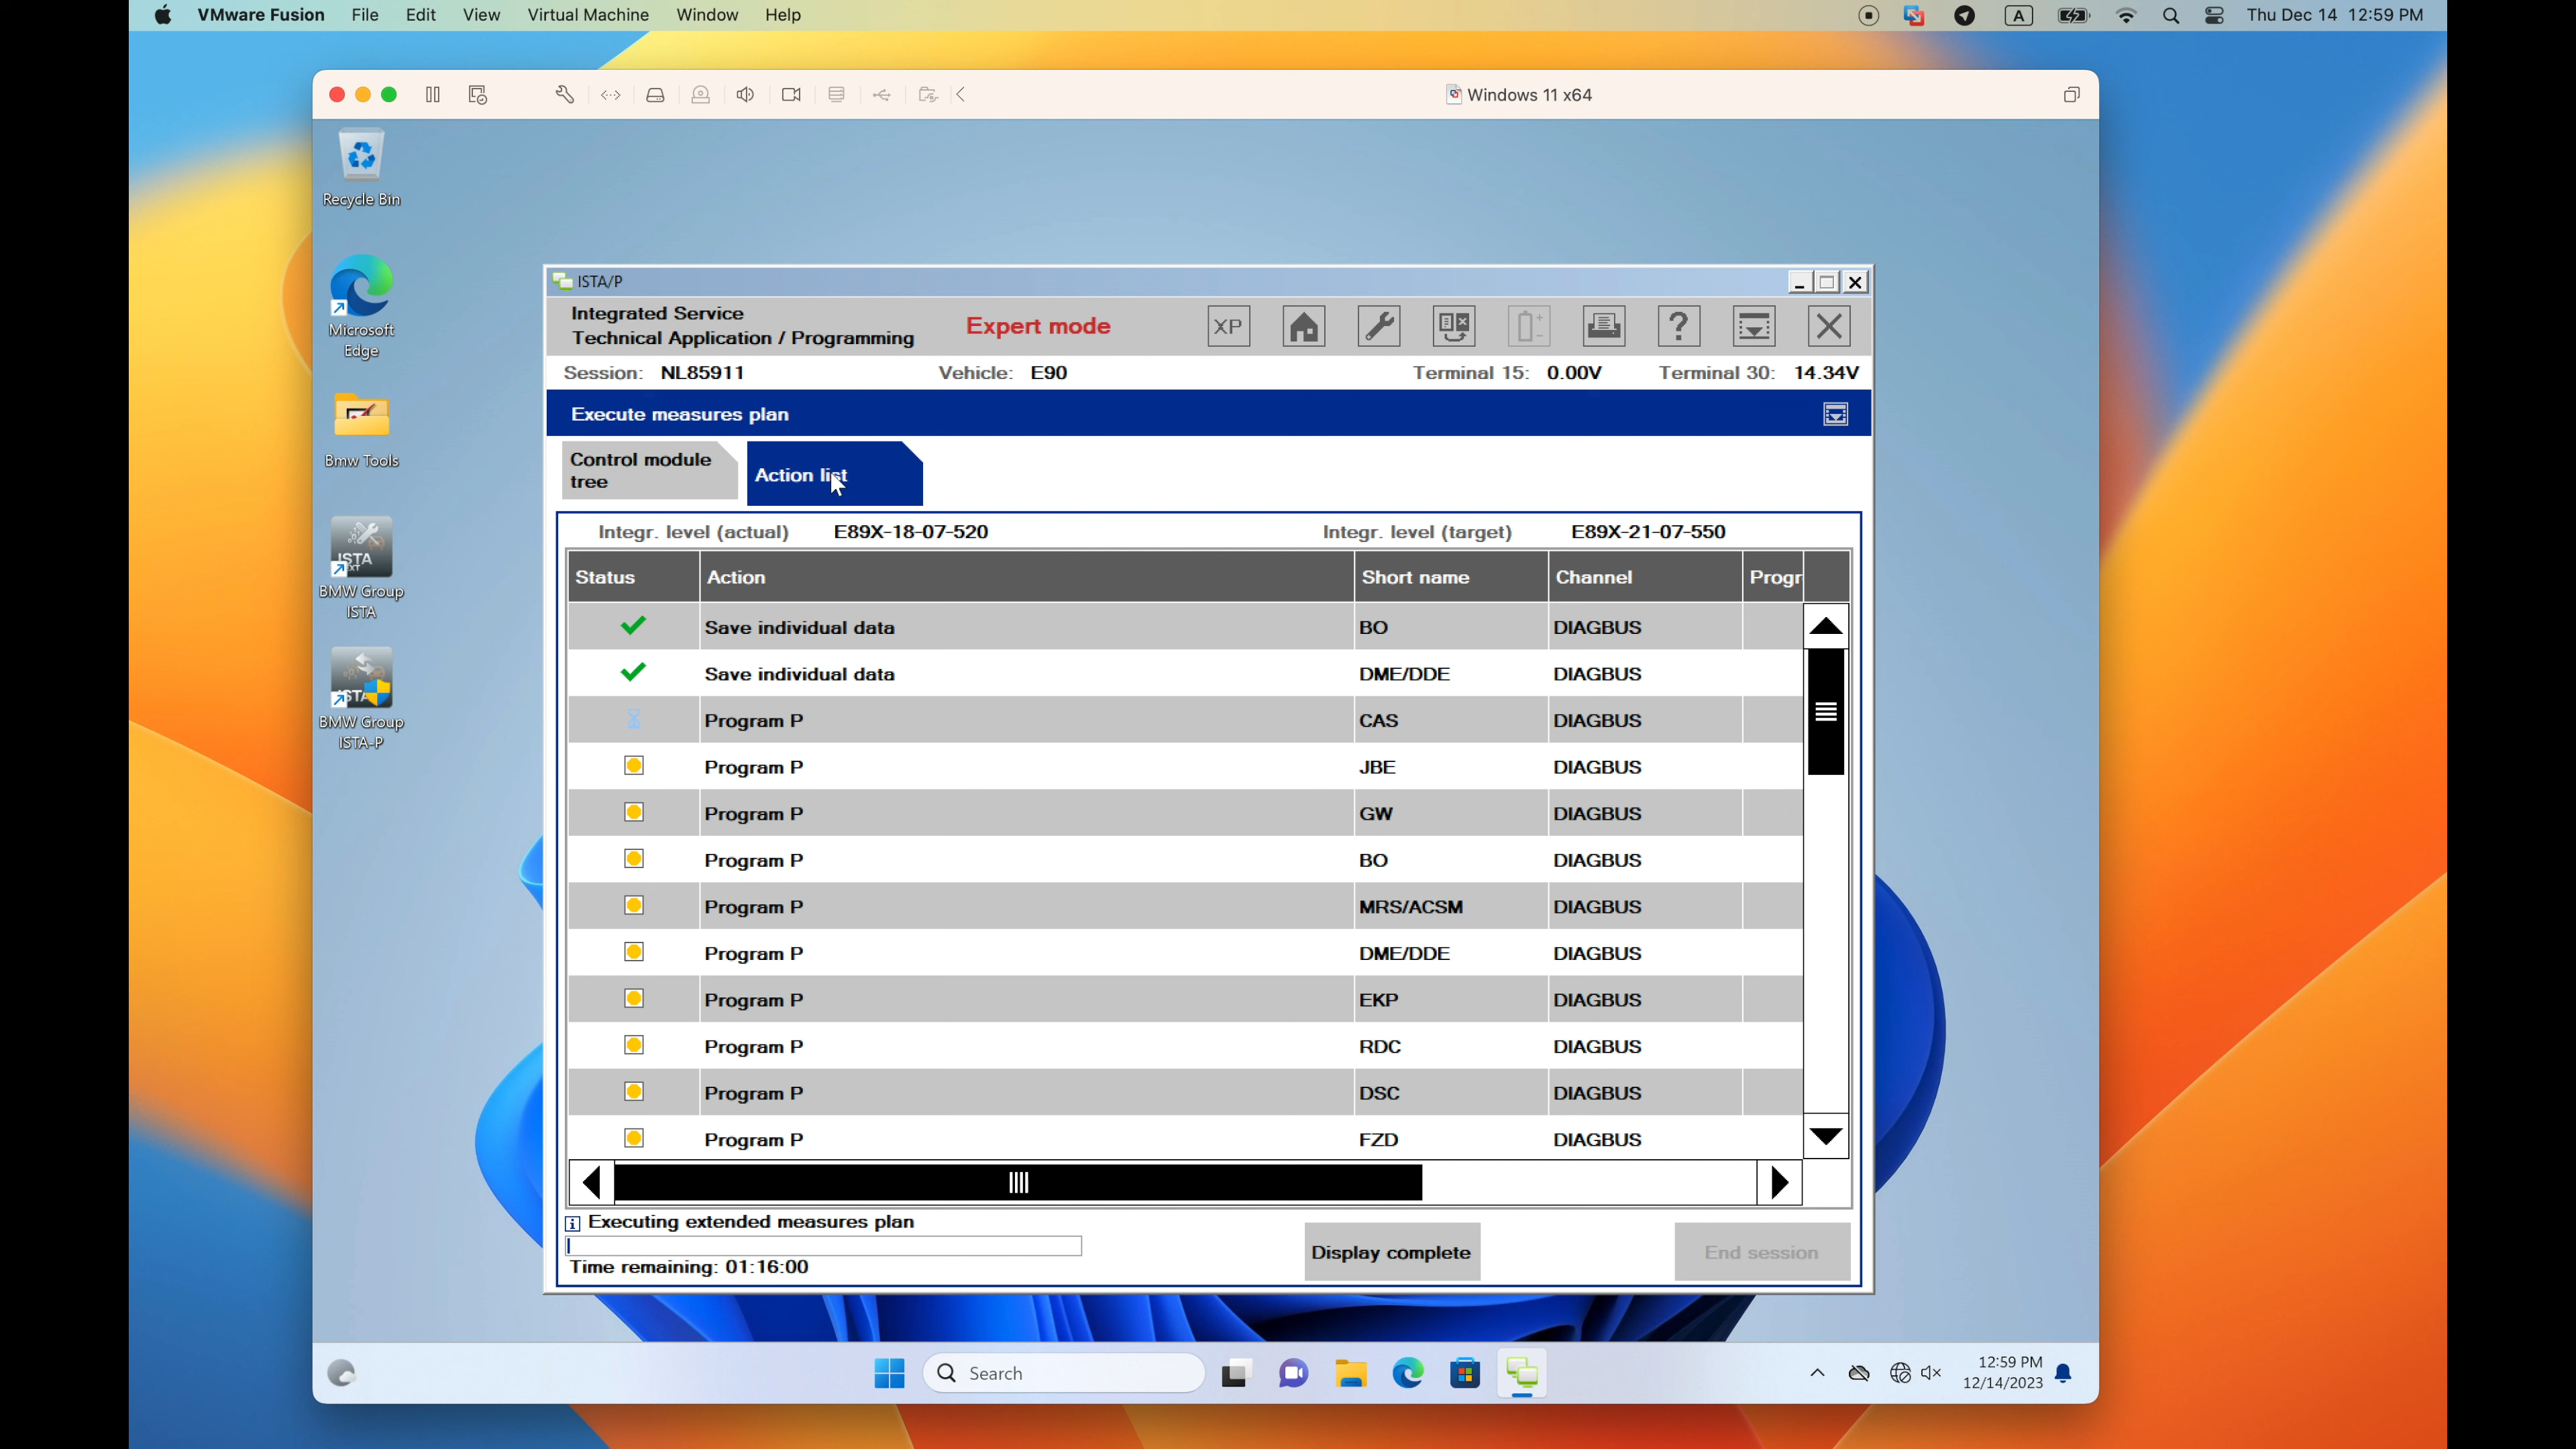 VMware Fusion File Edit View Virtual Machine Window Help
A
Thu Dec 14 12:59 PM
Windows 11 x64
Recycle Bin
Microsoft
Edge
Bmw Tools
BMW Group
ISTA
BMW Group
ISTA-P
ISTA/P
Integrated Service
Technical Application / Programming
Expert mode
XP
?
Session: NL85911
Vehicle: E90
Terminal 15: 0.00V
Terminal 30: 14.34V
Execute measures plan
Control module
tree
Action list
Integr. level (actual) E89X-18-07-520
Integr. level (target) E89X-21-07-550
Status Action Short name Channel Progr
Save individual data BO DIAGBUS
Save individual data DME/DDE DIAGBUS
Program P CAS DIAGBUS
Program P JBE DIAGBUS
Program P GW DIAGBUS
Program P BO DIAGBUS
Program P MRS/ACSM DIAGBUS
Program P DME/DDE DIAGBUS
Program P EKP DIAGBUS
Program P RDC DIAGBUS
Program P DSC DIAGBUS
Program P FZD DIAGBUS
Executing extended measures plan
Time remaining: 01:16:00
Display complete
End session
Search
12:59 PM
12/14/2023